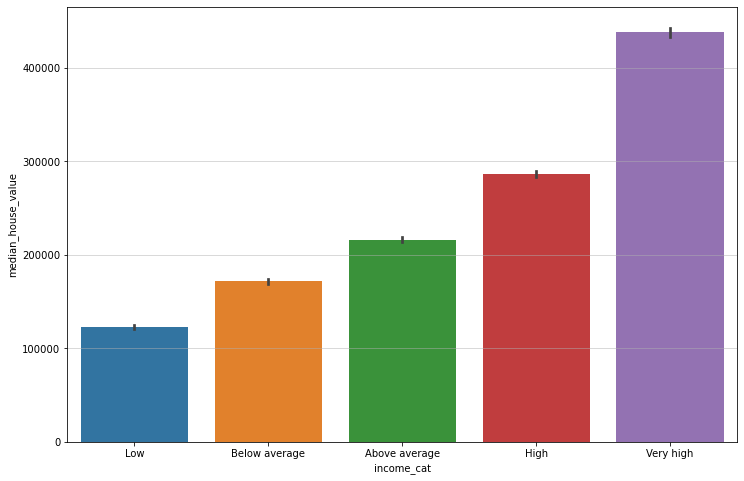 median_house_value
400000
300000
200000
100000
0
Low Below average Above average High Very high
income_cat